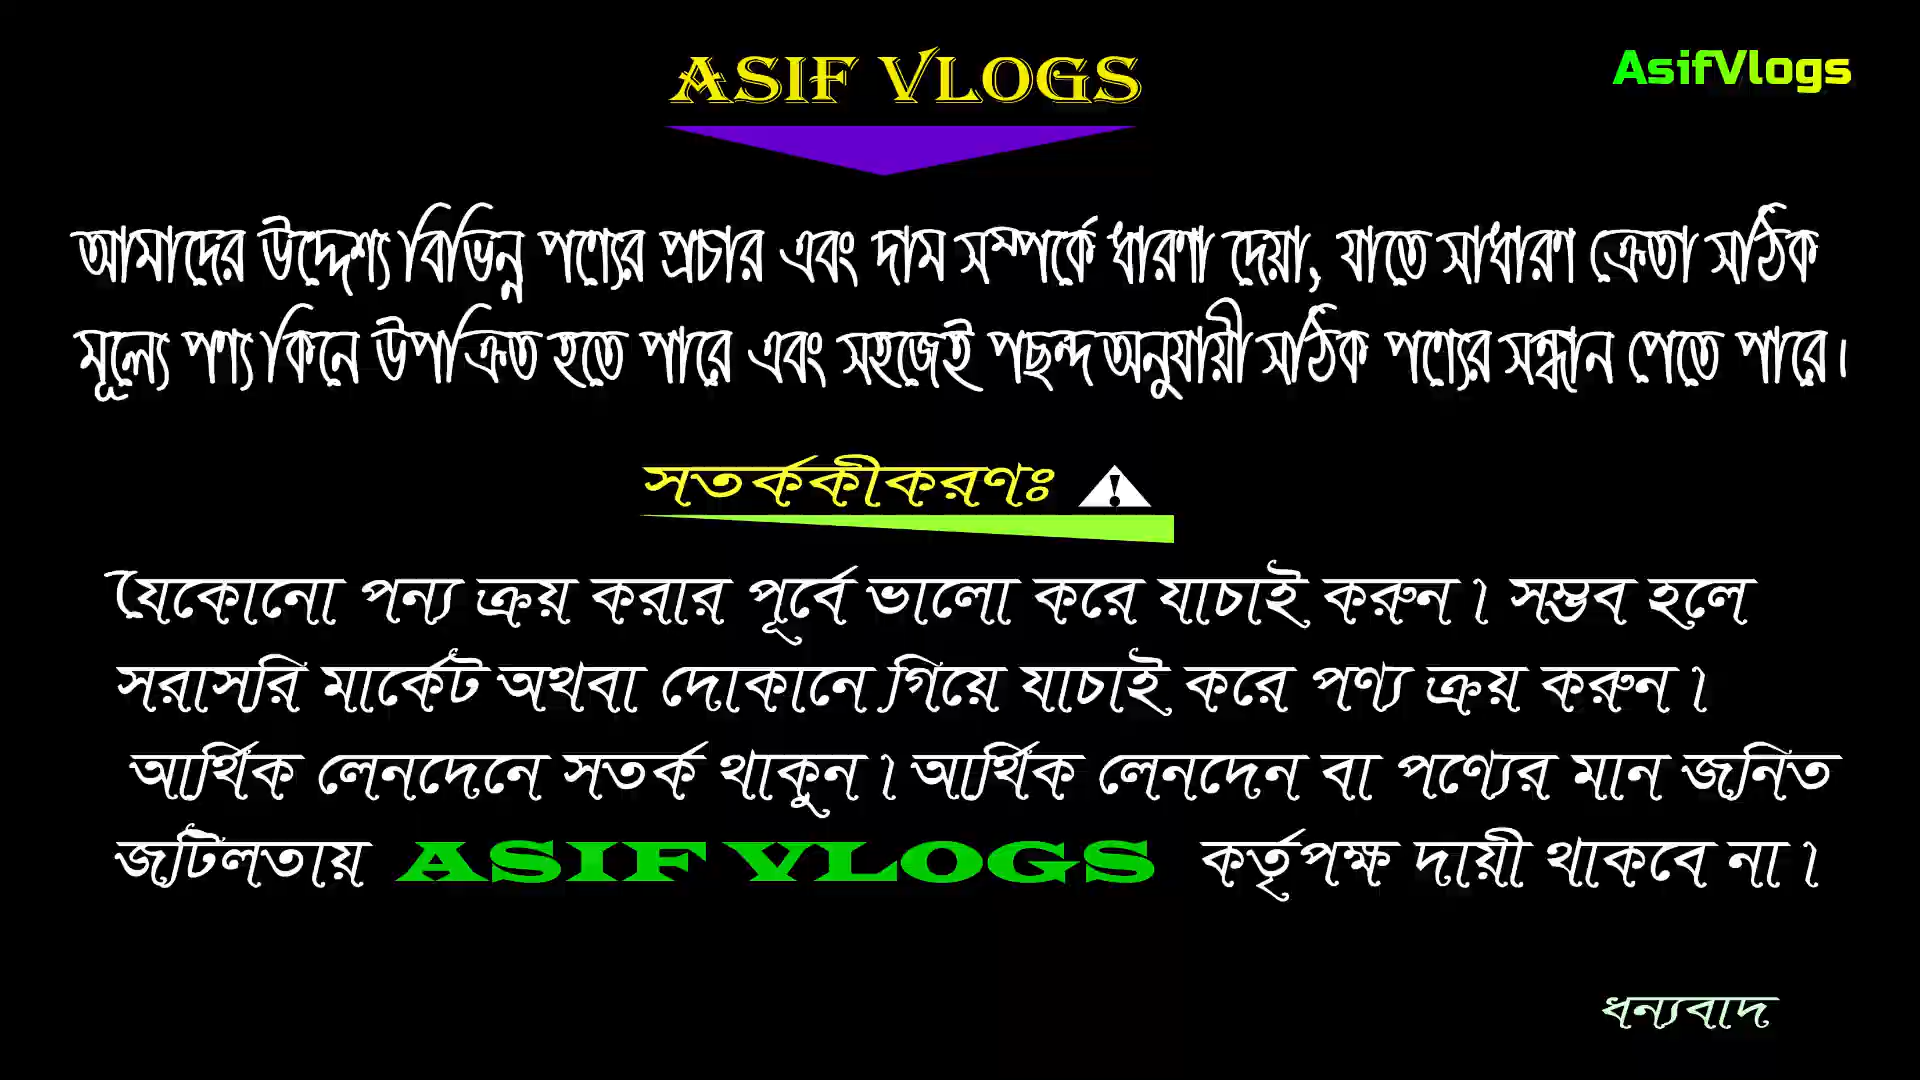 ASIF VLOGS
AsifVlogs
আমাদের উদ্দেশ্য বিভিন্ন পণ্যের প্রচার এবং দাম সম্পর্কে ধারণা দেয়া, যাতে সাধারণ ক্রেতা সঠিক
মূল্যে পণ্য কিনে উপক্রিত হতে পারে এবং সহজেই পছন্দ অনুযায়ী সঠিক পণ্যের সন্ধান পেতে পারে।
সতর্ককীকরণঃ
যৈকোনো পন্য ক্রয় করার পূর্বে ভালো করে যাচাই করুন। সম্ভব হলে
সরাসরি মার্কেট অথবা দোকানে গিয়ে যাচাই করে পণ্য ক্রয় করুন।
আর্থিক লেনদেনে সতর্ক থাকুন। আর্থিক লেনদেন বা পণ্যের মান জনিত
জটিলতায় ASIF VLOGS কর্তৃপক্ষ দায়ী থাকবে না।
ধন্যবাদ